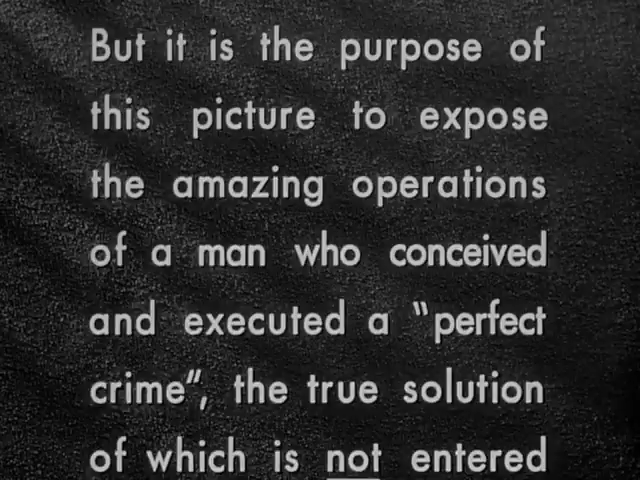 But it is the purpose of
this picture to expose
the amazing operations
of a man who conceived
and executed a "perfect
crime", the true solution
of which is not entered